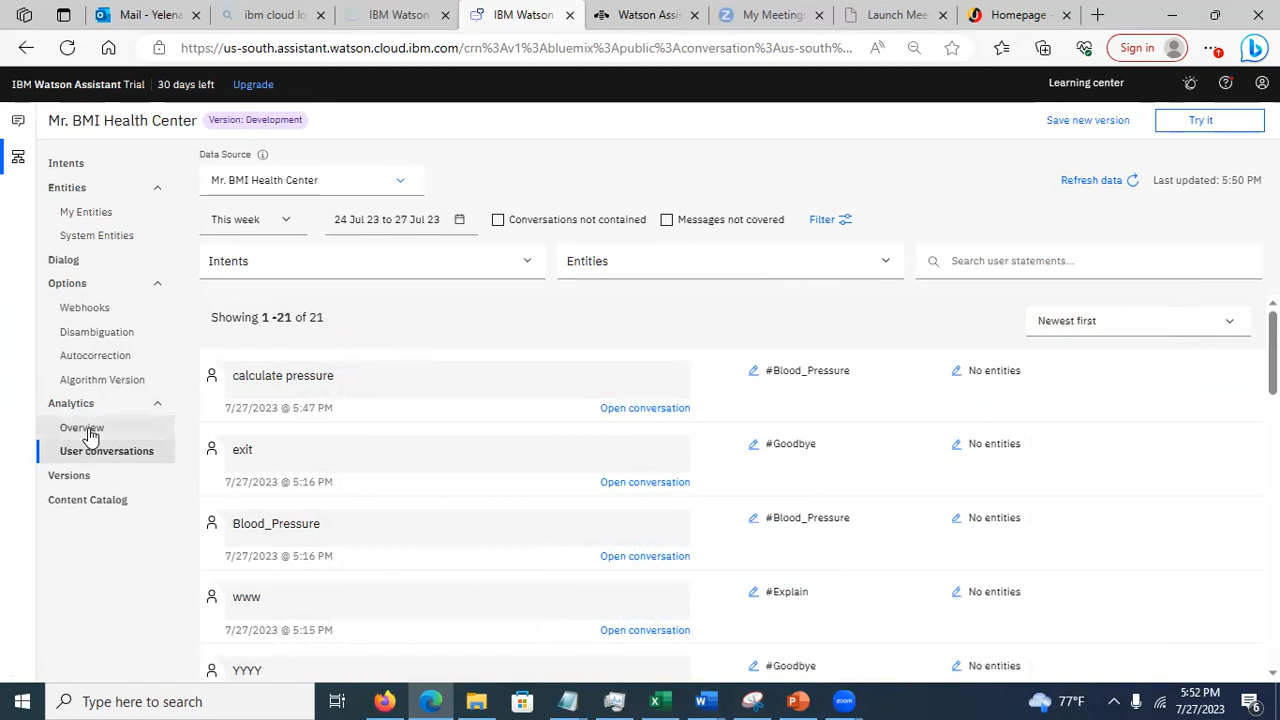 Mail - Yelena
ibm cloud lo
IBM Watson
IBM Watson
Watson Assi
My Meetings
Launch Mee
Homepage -
https://us-south.assistant.watson.cloud.ibm.com/crn%3Av1%3Abluemix%3Apublic%3Aconversation%3Aus-south%...
Sign in
IBM Watson Assistant Trial 30 days left Upgrade
Learning center
Mr. BMI Health Center Version: Development
Save new version Try it
Intents
Entities
My Entities
System Entities
Dialog
Options
Webhooks
Disambiguation
Autocorrection
Algorithm Version
Analytics
Overview
User conversations
Versions
Content Catalog
Data Source
Mr. BMI Health Center
Refresh data Last updated: 5:50 PM
This week 24 Jul 23 to 27 Jul 23 Conversations not contained Messages not covered Filter
Intents Entities Search user statements...
Showing 1 -21 of 21 Newest first
calculate pressure #Blood_Pressure No entities
7/27/2023 @ 5:47 PM Open conversation
exit #Goodbye No entities
7/27/2023 @ 5:16 PM Open conversation
Blood_Pressure #Blood_Pressure No entities
7/27/2023 @ 5:16 PM Open conversation
www #Explain No entities
7/27/2023 @ 5:15 PM Open conversation
YYYY #Goodbye No entities
Type here to search
zoom
77°F
5:52 PM
7/27/2023
6